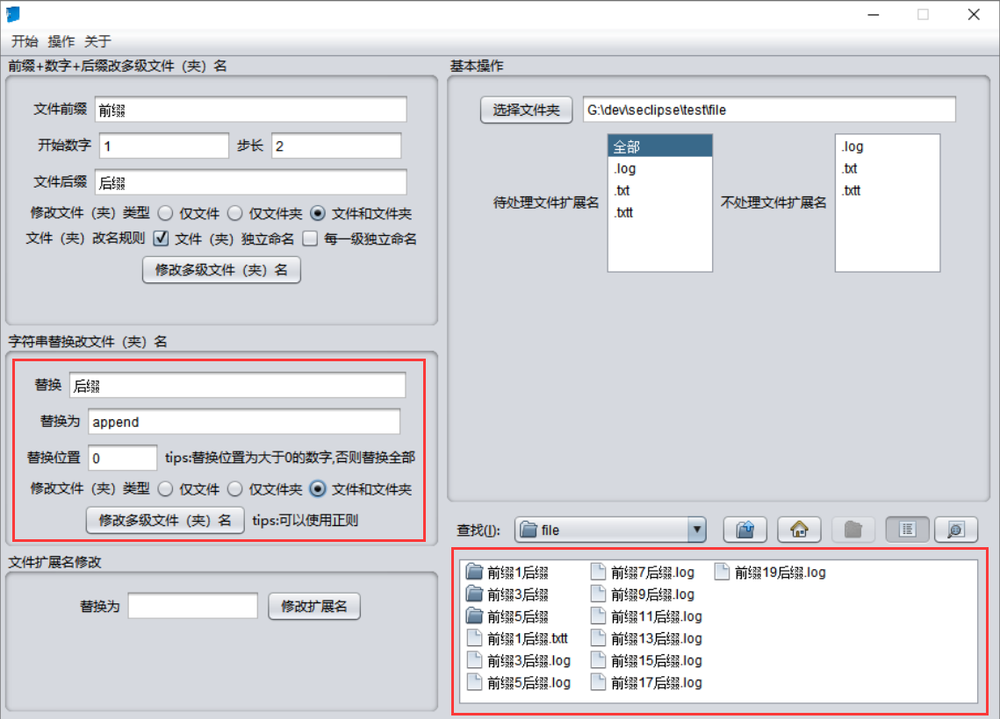 开始 操作 关于
前缀+数字+后缀改多级文件（夹）名
文件前缀 前缀
开始数字 1 步长 2
文件后缀 后缀
修改文件（夹）类型 仅文件 仅文件夹 文件和文件夹
文件（夹）改名规则 文件（夹）独立命名 每一级独立命名
修改多级文件（夹）名
字符串替换改文件（夹）名
替换 后缀
替换为 append
替换位置 0 tips:替换位置为大于0的数字,否则替换全部
修改文件（夹）类型 仅文件 仅文件夹 文件和文件夹
修改多级文件（夹）名 tips:可以使用正则
文件扩展名修改
替换为 修改扩展名
基本操作
选择文件夹 G:\dev\seclipse\test\file
待处理文件扩展名
全部
.log
.txt
.txtt
不处理文件扩展名
.log
.txt
.txtt
查找(I): file
前缀1后缀 前缀7后缀.log 前缀19后缀.log
前缀3后缀 前缀9后缀.log
前缀5后缀 前缀11后缀.log
前缀1后缀.txtt 前缀13后缀.log
前缀3后缀.log 前缀15后缀.log
前缀5后缀.log 前缀17后缀.log